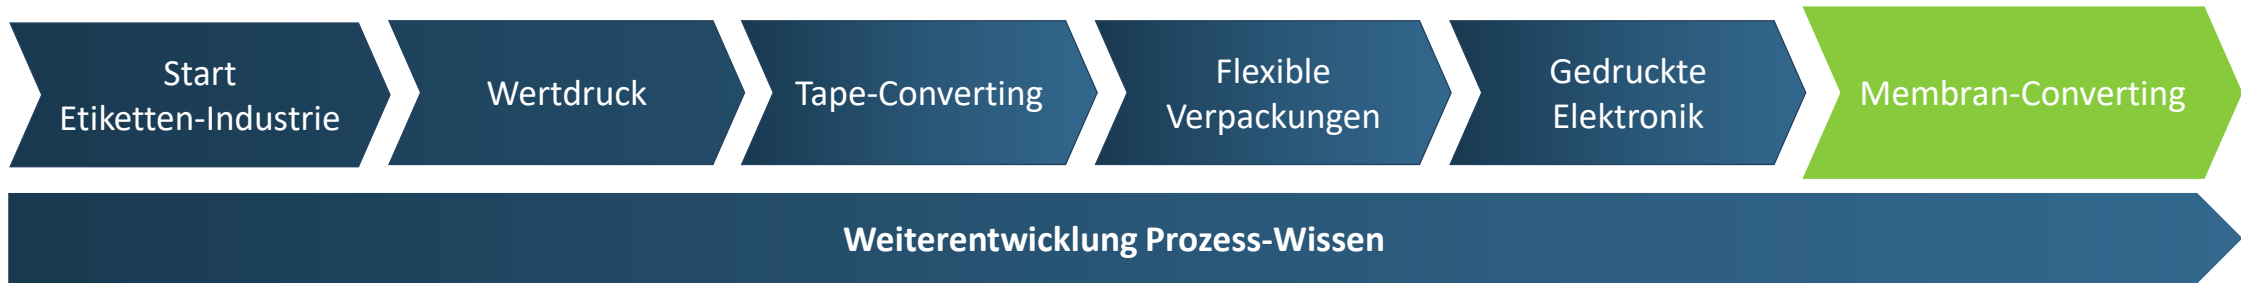 Start
Etiketten-Industrie
Wertdruck
Tape-Converting
Flexible
Verpackungen
Gedruckte
Elektronik
Membran-Converting
Weiterentwicklung Prozess-Wissen